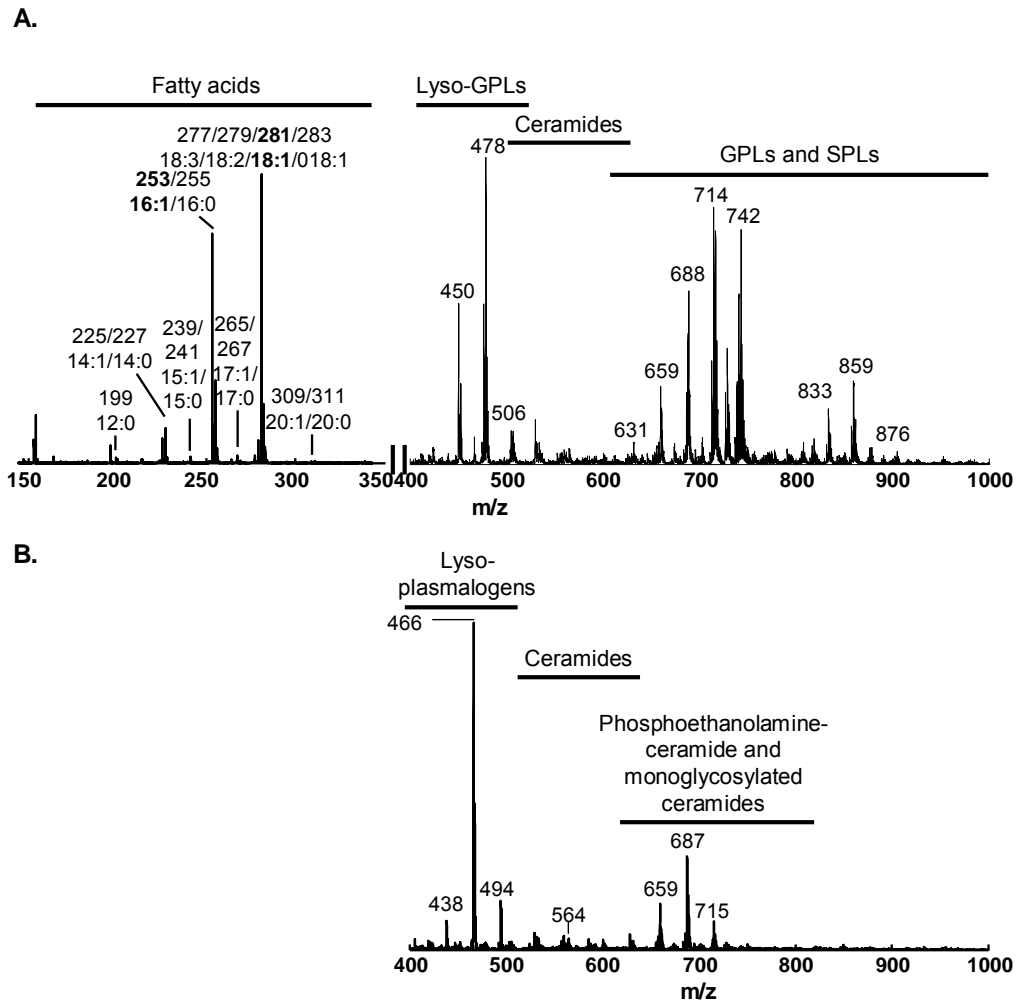 A.
Fatty acids
Lyso-GPLs
Ceramides
GPLs and SPLs
277/279/281/283
18:3/18:2/18:1/018:1
253/255
16:1/16:0
225/227
14:1/14:0
199
12:0
239/
241
15:1/
15:0
265/
267
17:1/
17:0
309/311
20:1/20:0
450
478
506
631
659
688
714
742
833
859
876
150 200 250 300 350 400 500 600 700 800 900 1000
m/z
B.
Lyso-
plasmalogens
Ceramides
Phosphoethanolamine-
ceramide and
monoglycosylated
ceramides
466
438
494
564
659
687
715
400 500 600 700 800 900 1000
m/z